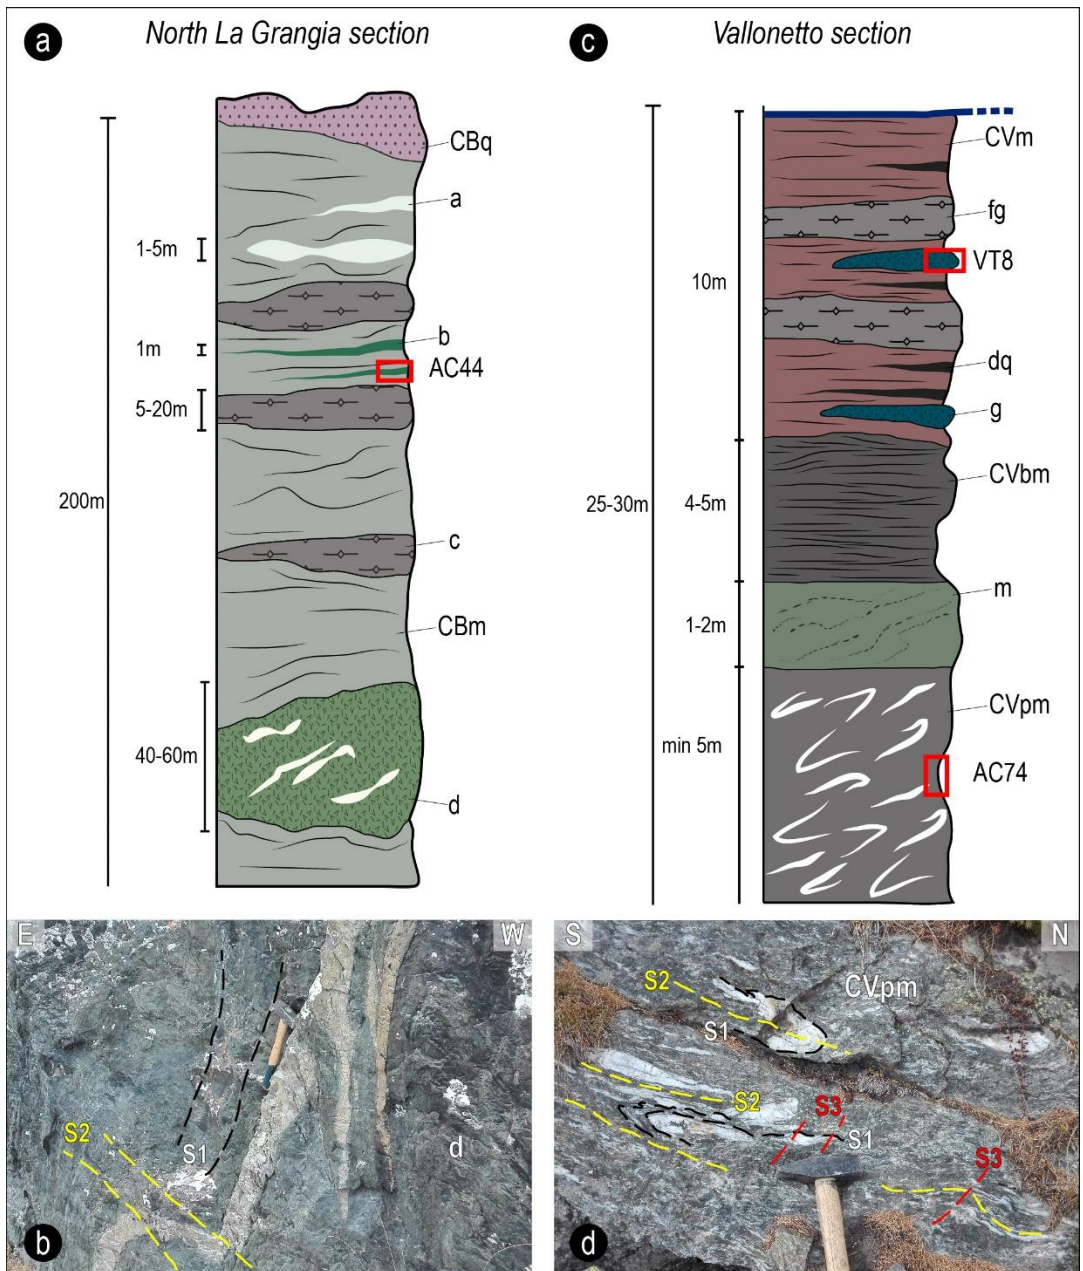 a
North La Grangia section
CBq
a
1-5m
b
1m
AC44
5-20m
200m
c
CBm
40-60m
d
c
Vallonetto section
CVm
fg
VT8
10m
dq
g
CVbm
25-30m
4-5m
m
1-2m
CVpm
min 5m
AC74
E
W
S2
S1
d
b
S
N
S2
CVpm
S1
S2
S3
S1
S3
d